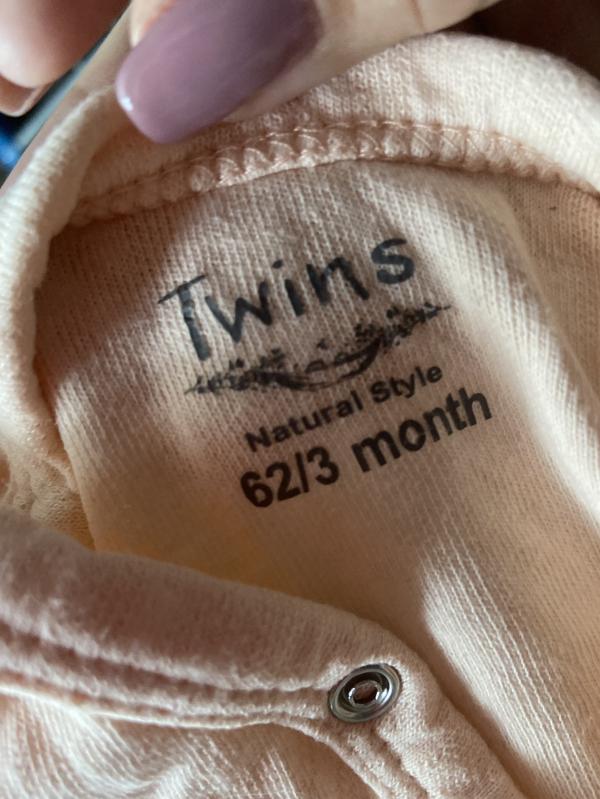 Twins
Natural Style
62/3 month